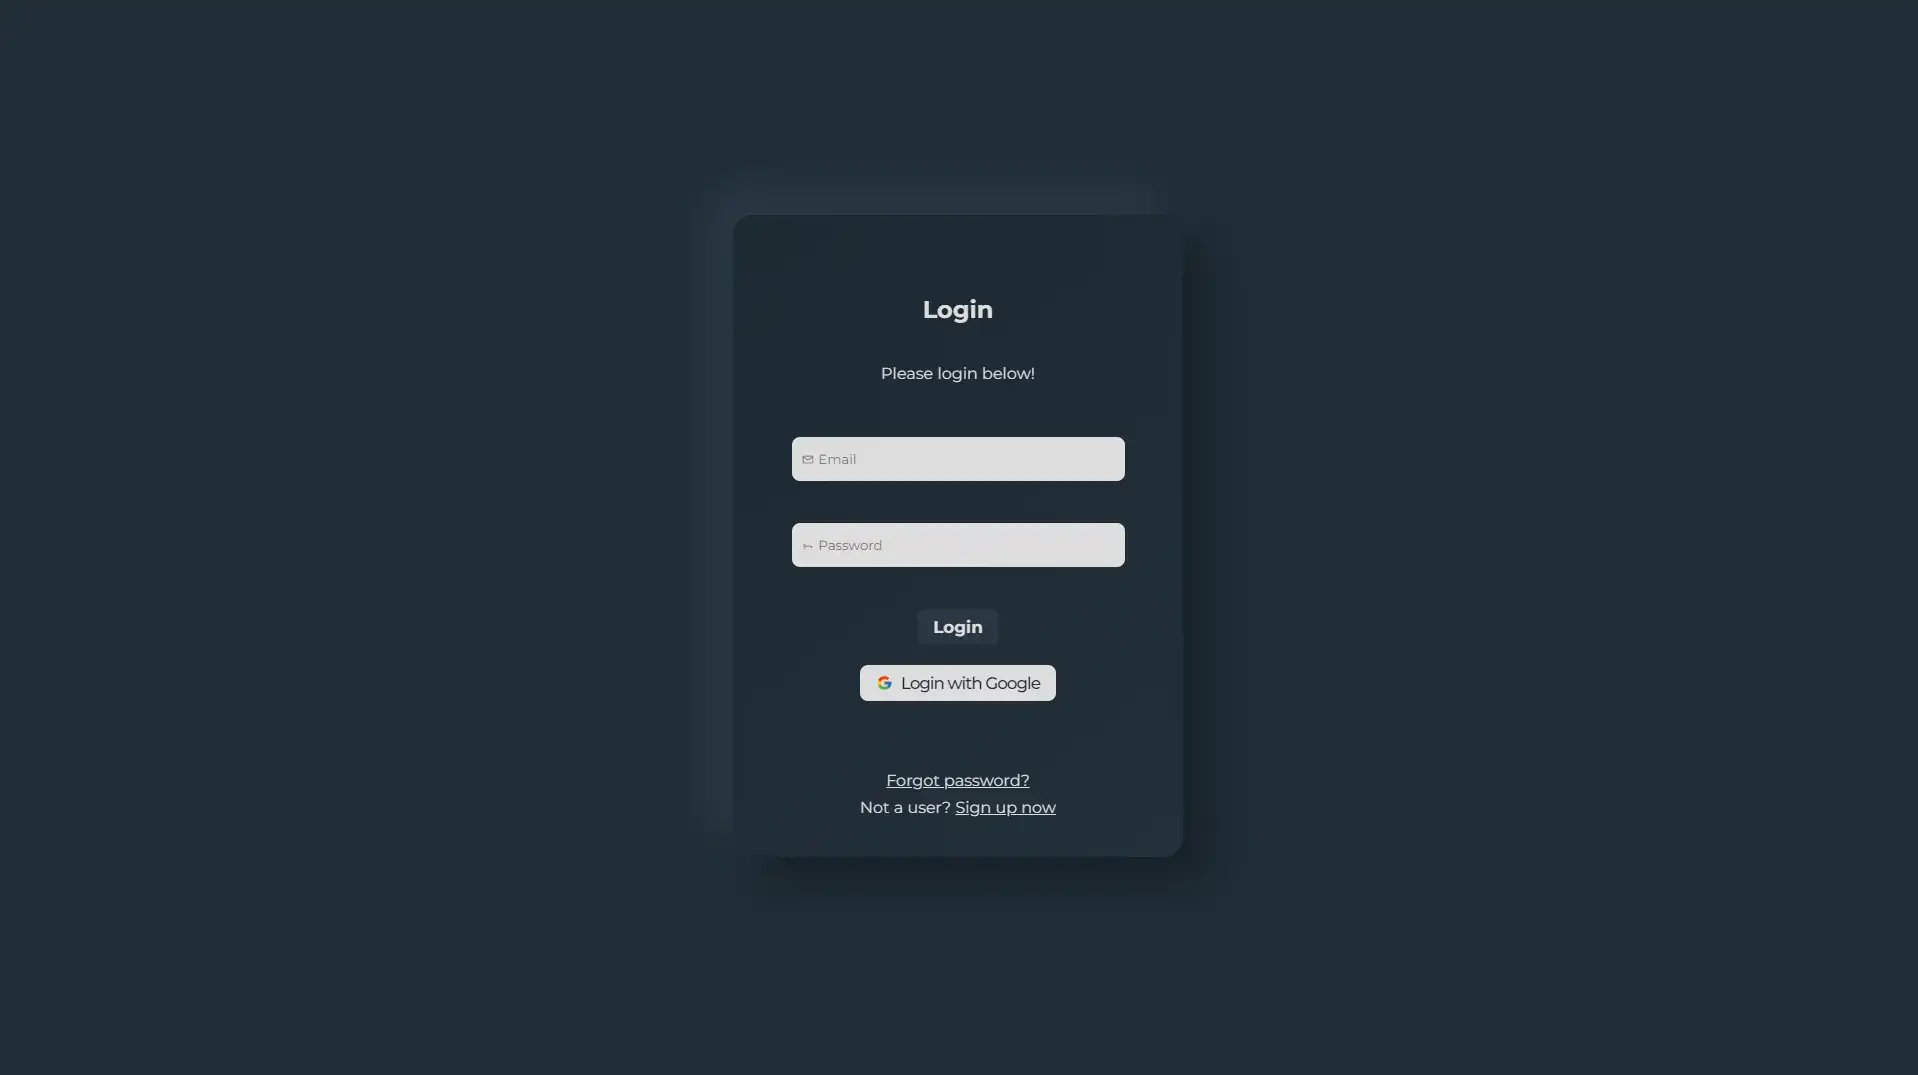 Login
Please login below!
Email
Password
Login
Login with Google
Forgot password?
Not a user? Sign up now